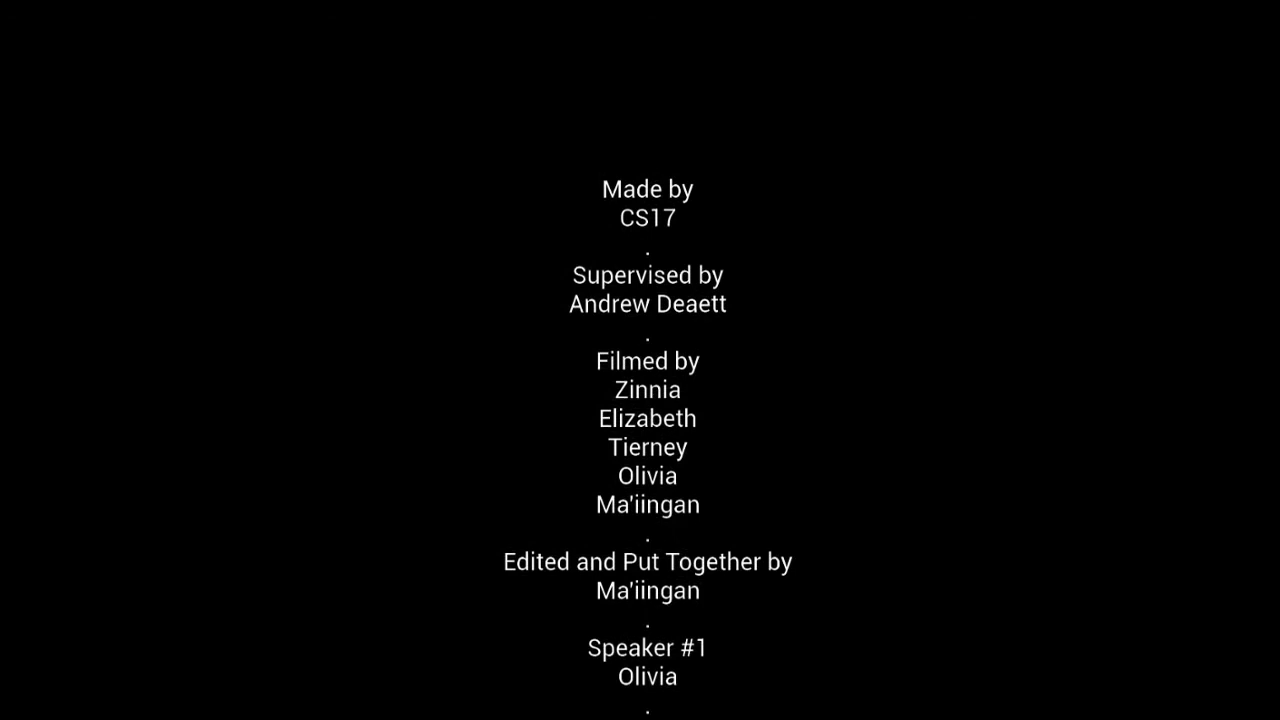 Made by
CS17
.
Supervised by
Andrew Deaett
.
Filmed by
Zinnia
Elizabeth
Tierney
Olivia
Ma'iingan
.
Edited and Put Together by
Ma'iingan
.
Speaker #1
Olivia
.